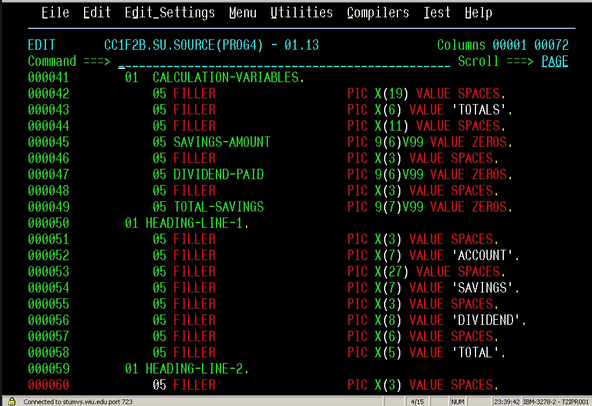 File Edit Edit_Settings Menu Utilities Compilers Test Help
EDIT CC1F2B.SU.SOURCE(PROG4) - 01.13 Columns 00001 00072
Command ===> Scroll ===> PAGE
000041 01 CALCULATION-VARIABLES.
000042 05 FILLER PIC X(19) VALUE SPACES.
000043 05 FILLER PIC X(6) VALUE 'TOTALS'.
000044 05 FILLER PIC X(11) VALUE SPACES.
000045 05 SAVINGS-AMOUNT PIC 9(6)V99 VALUE ZEROS.
000046 05 FILLER PIC X(3) VALUE SPACES.
000047 05 DIVIDEND-PAID PIC 9(6)V99 VALUE ZEROS.
000048 05 FILLER PIC X(3) VALUE SPACES.
000049 05 TOTAL-SAVINGS PIC 9(7)V99 VALUE ZEROS.
000050 01 HEADING-LINE-1.
000051 05 FILLER PIC X(3) VALUE SPACES.
000052 05 FILLER PIC X(7) VALUE 'ACCOUNT'.
000053 05 FILLER PIC X(27) VALUE SPACES.
000054 05 FILLER PIC X(7) VALUE 'SAVINGS'.
000055 05 FILLER PIC X(3) VALUE SPACES.
000056 05 FILLER PIC X(8) VALUE 'DIVIDEND'.
000057 05 FILLER PIC X(6) VALUE SPACES.
000058 05 FILLER PIC X(5) VALUE 'TOTAL'.
000059 01 HEADING-LINE-2.
000060 05 FILLER PIC X(3) VALUE SPACES.
Connected to stumvs.wiu.edu port 723 4/15 NUM 23:39:42 IBM-3278-2 - T2IPR001